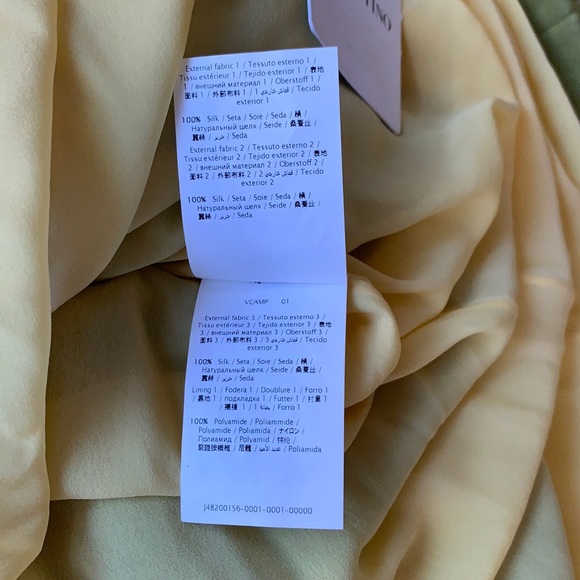 TINO
External fabric 1 / Tessuto esterno 1 /
Tissu extérieur 1 / Tejido exterior 1 / 表地
1 / внешний материал 1 / Oberstoff 1 /
面料 1 / 外部布料 1 / قماش خارجي 1 / Tecido
exterior 1
100% Silk / Seta / Soie / Seda / 絹 /
Натуральный шелк / Seide / 桑蚕丝 /
蠶絲 / حرير / Seda
External fabric 2 / Tessuto esterno 2 /
Tissu extérieur 2 / Tejido exterior 2 / 表地
2 / внешний материал 2 / Oberstoff 2 /
面料 2 / 外部布料 2 / قماش خارجي 2 / Tecido
exterior 2
100% Silk / Seta / Soie / Seda / 絹 /
Натуральный шелк / Seide / 桑蚕丝 /
蠶絲 / حرير / Seda
VCAMP 01
External fabric 3 / Tessuto esterno 3 /
Tissu extérieur 3 / Tejido exterior 3 / 表地
3 / внешний материал 3 / Oberstoff 3 /
面料 3 / 外部布料 3 / قماش خارجي 3 / Tecido
exterior 3
100% Silk / Seta / Soie / Seda / 絹 /
Натуральный шелк / Seide / 桑蚕丝 /
蠶絲 / حرير / Seda
Lining 1 / Fodera 1 / Doublure 1 / Forro 1
/ 裏地 1 / подкладка 1 / Futter 1 / 衬里 1
/ 襯裡 1 / بطانة 1 / Forro 1
100% Polyamide / Poliammide /
Polyamide / Poliamida / ナイロン /
Полиамид / Polyamid / 锦纶 /
聚醯胺纖維 / 尼龍 / عديد الأميد / Poliamida
J48200156-0001-0001-00000